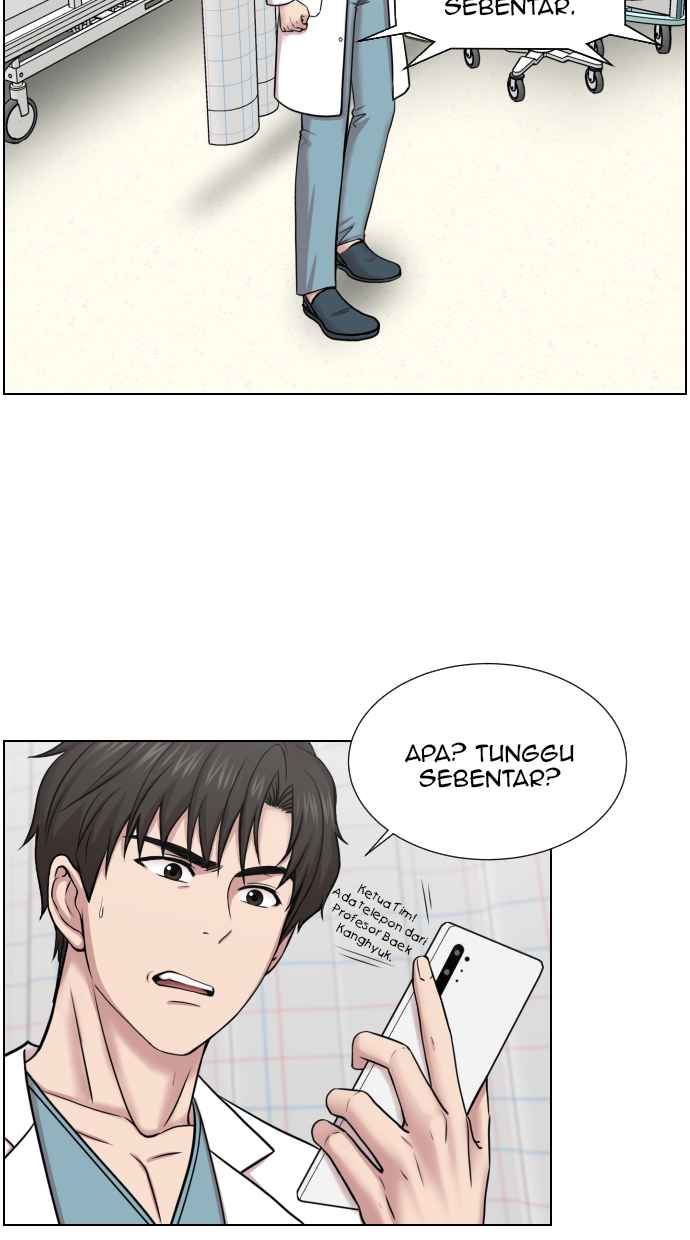 SEBENTAR.
APA? TUNGGU
SEBENTAR?
Ketua Tim!
Ada telepon dari
Profesor Baek
Kanghyuk.